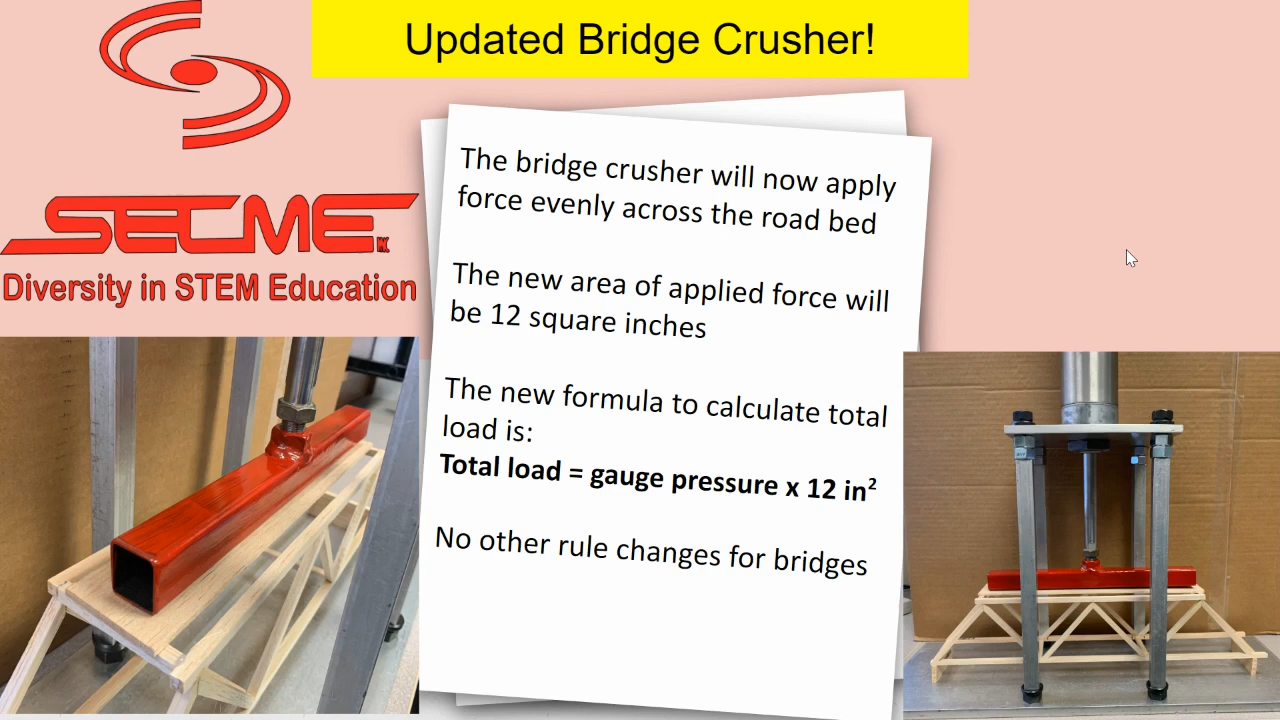 Updated Bridge Crusher!
SECME INC
Diversity in STEM Education
The bridge crusher will now apply
force evenly across the road bed
The new area of applied force will
be 12 square inches
The new formula to calculate total
load is:
Total load = gauge pressure x 12 in²
No other rule changes for bridges